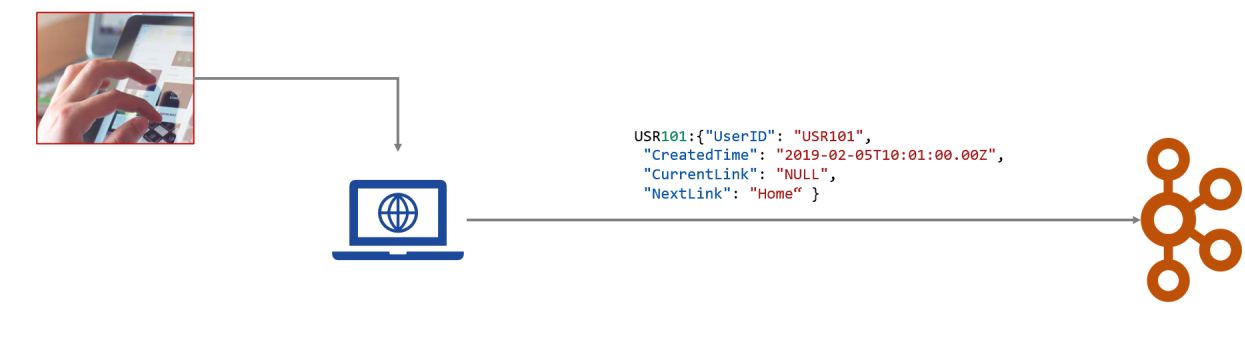 USR101:{"UserID": "USR101",
"CreatedTime": "2019-02-05T10:01:00.00Z",
"CurrentLink": "NULL",
"NextLink": "Home“ }